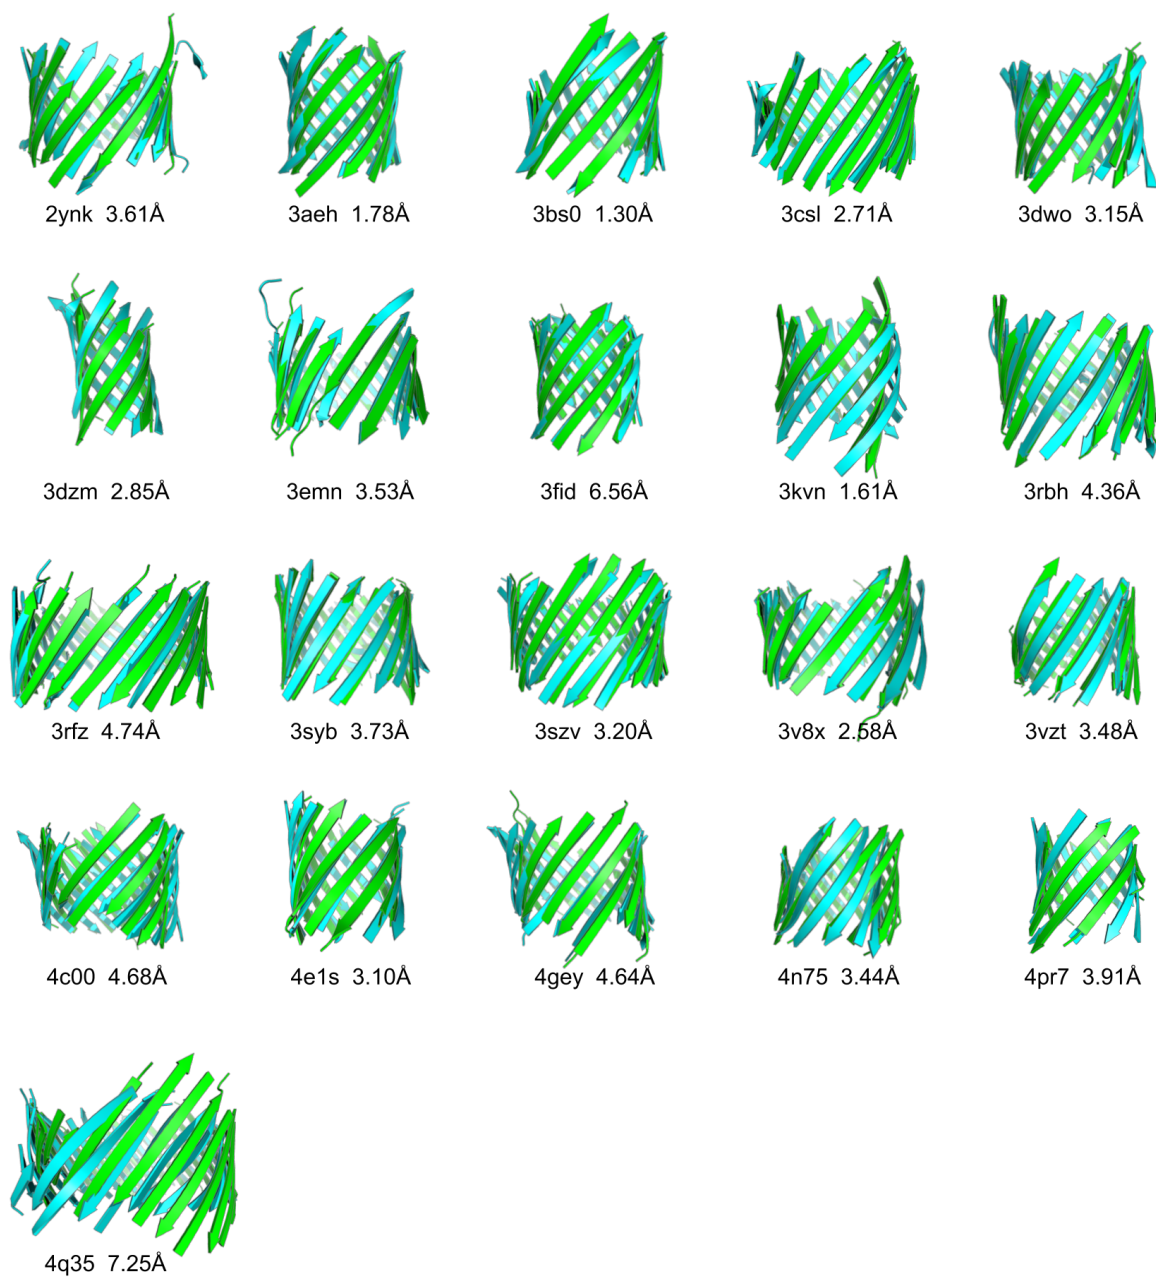 2ynk 3.61Å
3aeh 1.78Å
3bs0 1.30Å
3csl 2.71Å
3dwo 3.15Å
3dzm 2.85Å
3emn 3.53Å
3fid 6.56Å
3kvn 1.61Å
3rbh 4.36Å
3rfz 4.74Å
3syb 3.73Å
3szv 3.20Å
3v8x 2.58Å
3vzt 3.48Å
4c00 4.68Å
4e1s 3.10Å
4gey 4.64Å
4n75 3.44Å
4pr7 3.91Å
4q35 7.25Å